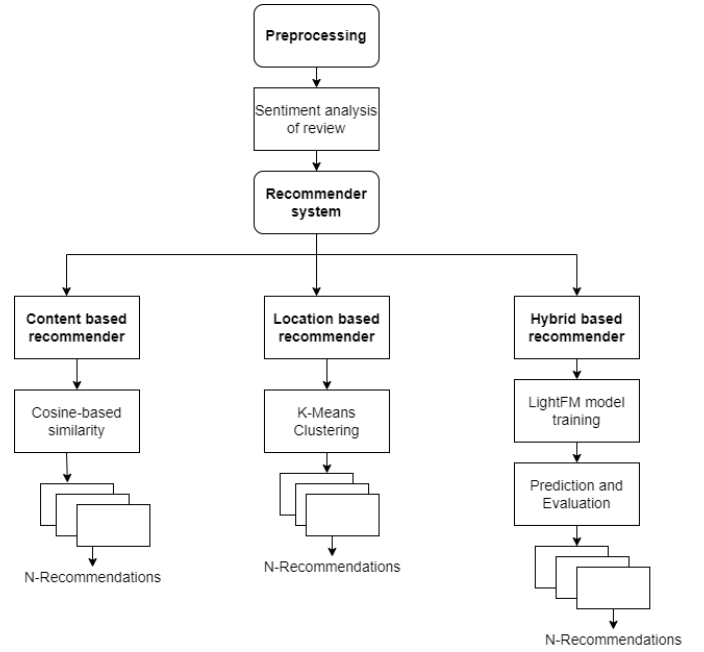 Preprocessing
Sentiment analysis
of review
Recommender
system
Content based
recommender
Location based
recommender
Hybrid based
recommender
Cosine-based
similarity
K-Means
Clustering
LightFM model
training
Prediction and
Evaluation
N-Recommendations
N-Recommendations
N-Recommendations